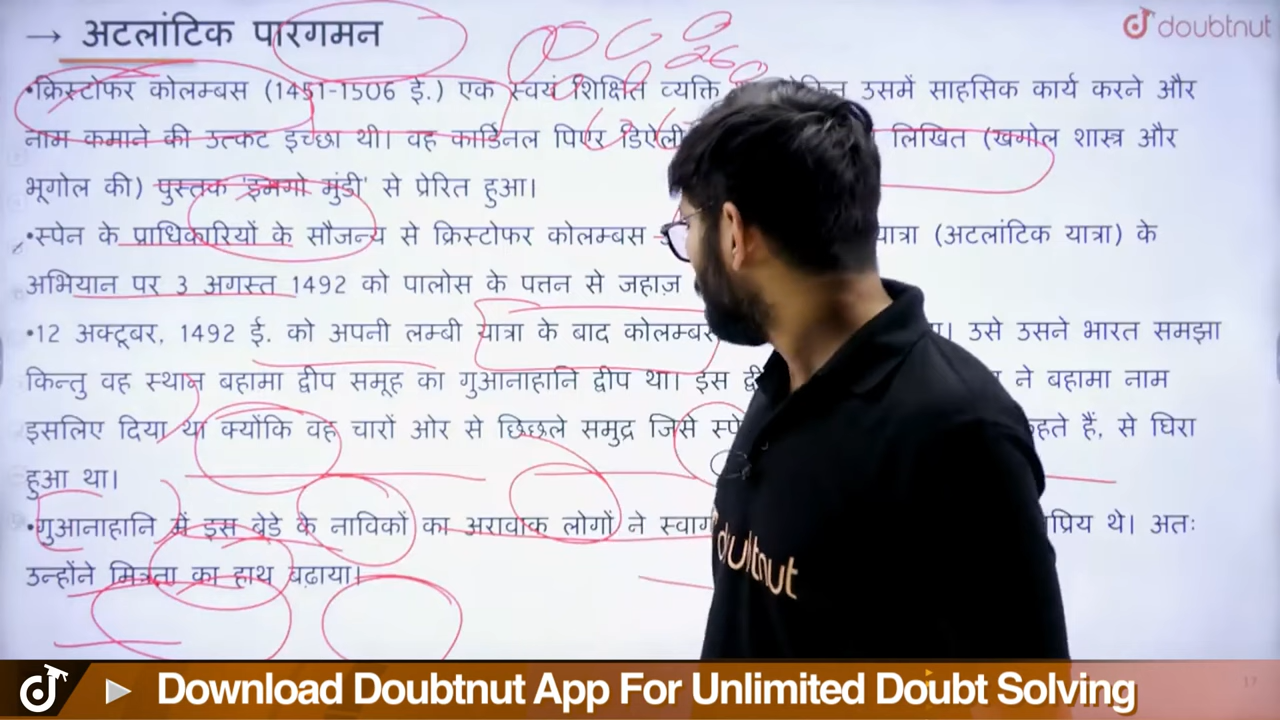 → अटलांटिक पारगमन
doubtnut
•क्रिस्टोफर कोलम्बस (1451-1506 ई.) एक स्वयं शिक्षित व्यक्ति उसमें साहसिक कार्य करने और
नाम कमाने की उत्कट इच्छा थी। वह कार्डिनल पिएर डिऐली लिखित (खगोल शास्त्र और
भूगोल की) पुस्तक 'इमगो मुंडी' से प्रेरित हुआ।
•स्पेन के प्राधिकारियों के सौजन्य से क्रिस्टोफर कोलम्बस यात्रा (अटलांटिक यात्रा) के
अभियान पर 3 अगस्त 1492 को पालोस के पत्तन से जहाज़
•12 अक्टूबर, 1492 ई. को अपनी लम्बी यात्रा के बाद कोलम्बस उसे उसने भारत समझा
किन्तु वह स्थान बहामा द्वीप समूह का गुआनाहानि द्वीप था। इस ने बहामा नाम
इसलिए दिया था क्योंकि वह चारों ओर से छिछले समुद्र जिसे कहते हैं, से घिरा
हुआ था।
•गुआनाहानि में इस बेडे के नाविकों का अरावाक लोगों ने थे। अतः
उन्होंने मित्रता का हाथ बढ़ाया।
doubtnut
Download Doubtnut App For Unlimited Doubt Solving
17